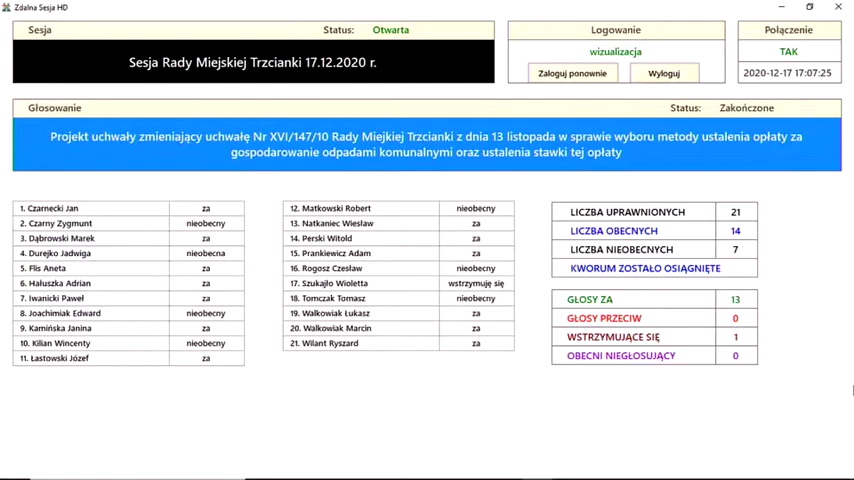 Zdalna Sesja HD
Sesja Status: Otwarta
Sesja Rady Miejskiej Trzcianki 17.12.2020 r.
Logowanie
wizualizacja
Zaloguj ponownie Wyloguj
Połączenie
TAK
2020-12-17 17:07:25
Głosowanie Status: Zakończone
Projekt uchwały zmieniający uchwałę Nr XVI/147/10 Rady Miejkiej Trzcianki z dnia 13 listopada w sprawie wyboru metody ustalenia opłaty za
gospodarowanie odpadami komunalnymi oraz ustalenia stawki tej opłaty
1. Czarnecki Jan za
2. Czarny Zygmunt nieobecny
3. Dąbrowski Marek za
4. Durejko Jadwiga nieobecna
5. Flis Aneta za
6. Hałuszka Adrian za
7. Iwanicki Paweł za
8. Joachimiak Edward nieobecny
9. Kamińska Janina za
10. Kilian Wincenty nieobecny
11. Łastowski Józef za
12. Matkowski Robert nieobecny
13. Natkaniec Wiesław za
14. Perski Witold za
15. Prankiewicz Adam za
16. Rogosz Czesław nieobecny
17. Szukajło Wioletta wstrzymuję się
18. Tomczak Tomasz nieobecny
19. Walkowiak Łukasz za
20. Walkowiak Marcin za
21. Wilant Ryszard za
LICZBA UPRAWNIONYCH 21
LICZBA OBECNYCH 14
LICZBA NIEOBECNYCH 7
KWORUM ZOSTAŁO OSIĄGNIĘTE
GŁOSY ZA 13
GŁOSY PRZECIW 0
WSTRZYMUJĄCE SIĘ 1
OBECNI NIEGŁOSUJĄCY 0